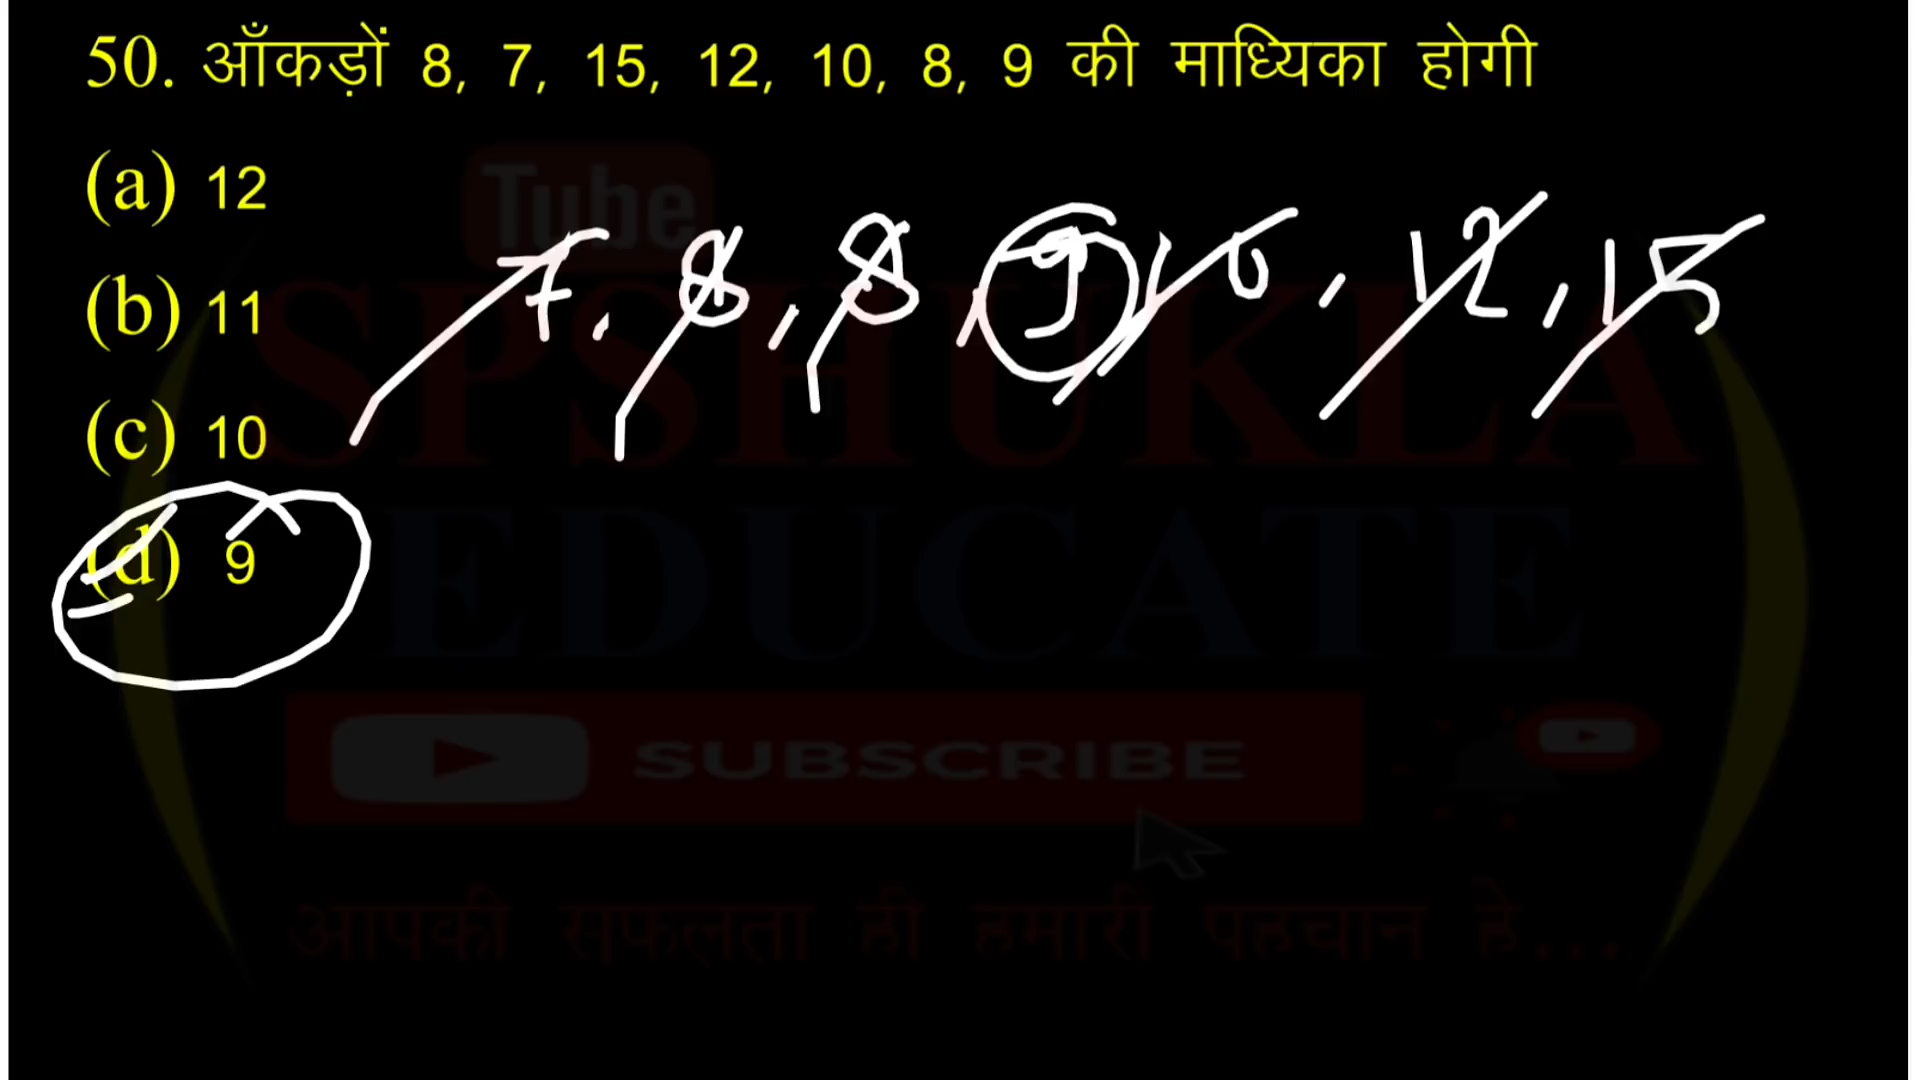 50. आँकड़ों 8, 7, 15, 12, 10, 8, 9 की माध्यिका होगी
(a) 12
Tube
7, 8, 8, 9, 10, 12, 15
(b) 11
SPSHUKLA
(c) 10
(d) 9
EDUCATE
SUBSCRIBE
आपकी सफलता ही हमारी पहचान है...